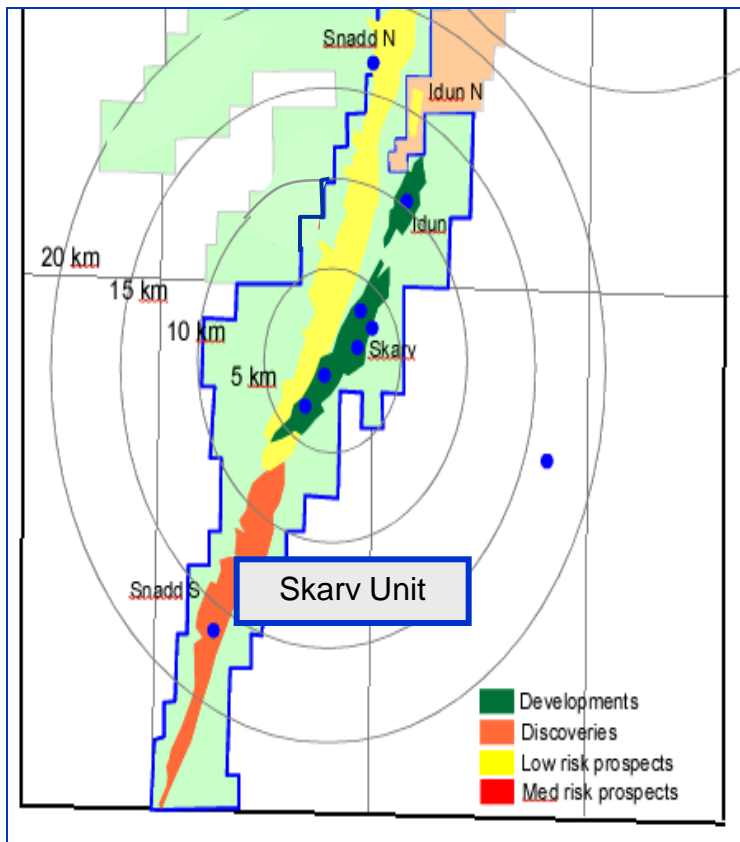 Snadd N
Idun N
Idun
20 km
15 km
10 km
Skarv
5 km
Skarv Unit
Snadd S
Developments
Discoveries
Low risk prospects
Med risk prospects